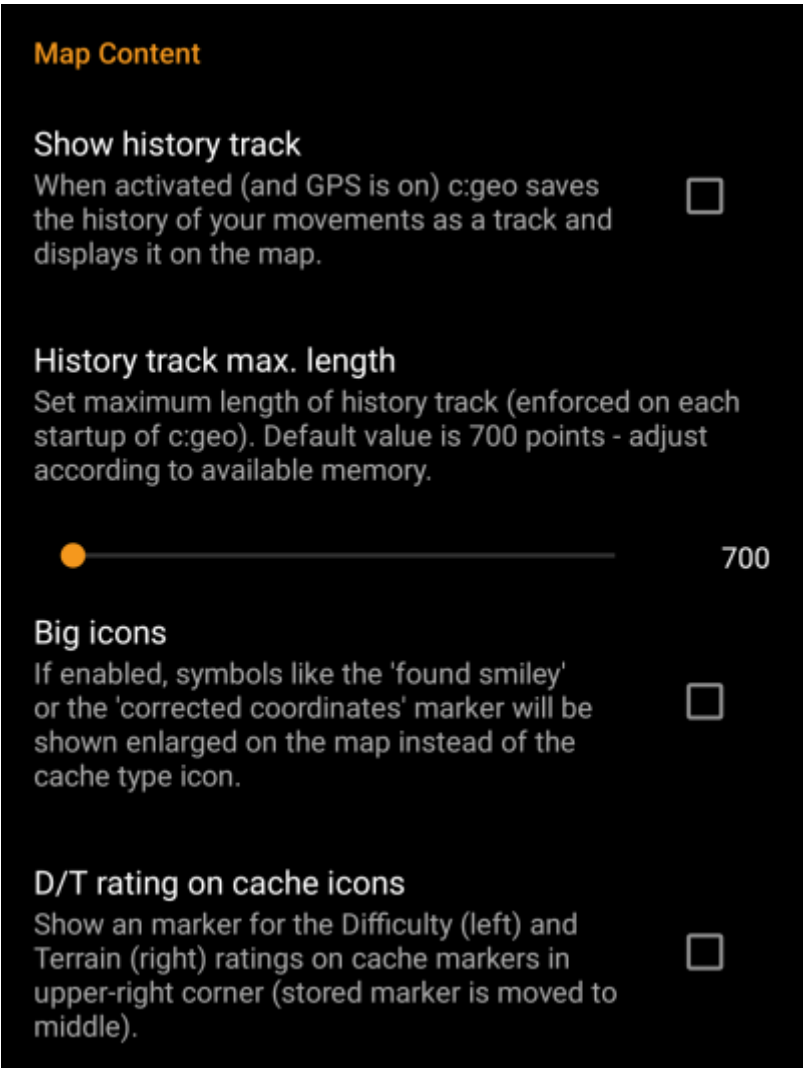 Map Content
Show history track
When activated (and GPS is on) c:geo saves
the history of your movements as a track and
displays it on the map.
History track max. length
Set maximum length of history track (enforced on each
startup of c:geo). Default value is 700 points - adjust
according to available memory.
700
Big icons
If enabled, symbols like the 'found smiley'
or the 'corrected coordinates' marker will be
shown enlarged on the map instead of the
cache type icon.
D/T rating on cache icons
Show an marker for the Difficulty (left) and
Terrain (right) ratings on cache markers in
upper-right corner (stored marker is moved to
middle).